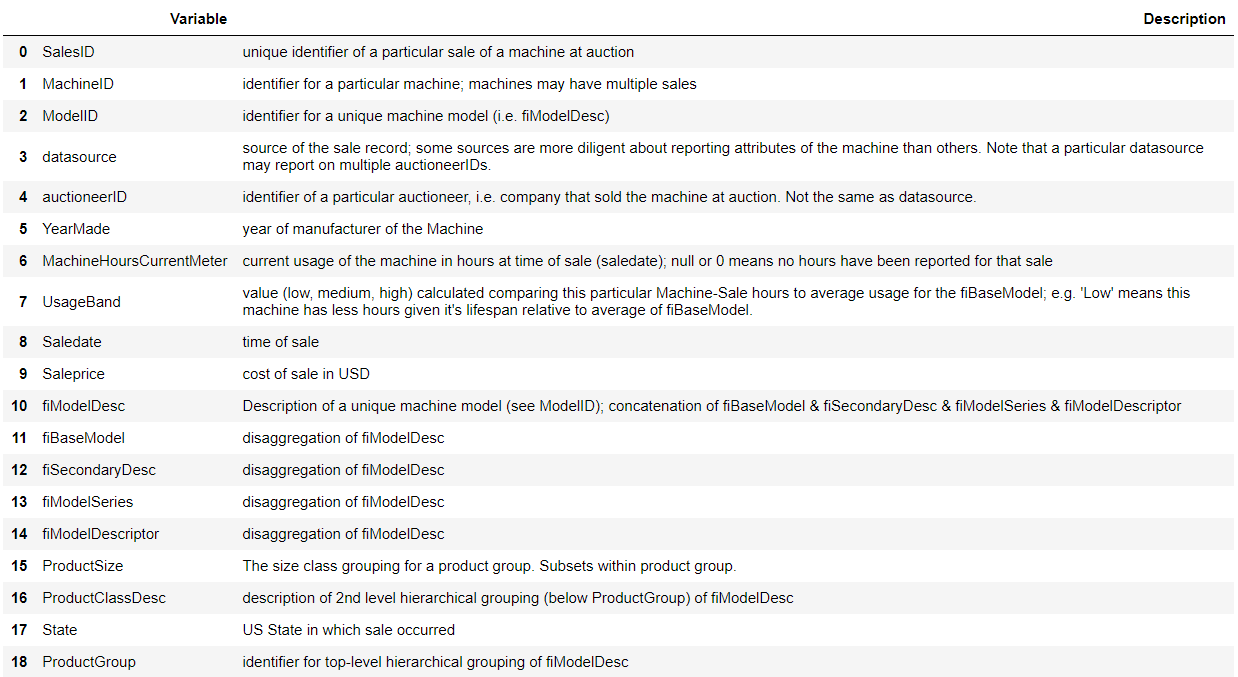 Variable Description
0 SalesID unique identifier of a particular sale of a machine at auction
1 MachineID identifier for a particular machine; machines may have multiple sales
2 ModelID identifier for a unique machine model (i.e. fiModelDesc)
3 datasource source of the sale record; some sources are more diligent about reporting attributes of the machine than others. Note that a particular datasource
may report on multiple auctioneerIDs.
4 auctioneerID identifier of a particular auctioneer, i.e. company that sold the machine at auction. Not the same as datasource.
5 YearMade year of manufacturer of the Machine
6 MachineHoursCurrentMeter current usage of the machine in hours at time of sale (saledate); null or 0 means no hours have been reported for that sale
7 UsageBand value (low, medium, high) calculated comparing this particular Machine-Sale hours to average usage for the fiBaseModel; e.g. 'Low' means this
machine has less hours given it's lifespan relative to average of fiBaseModel.
8 Saledate time of sale
9 Saleprice cost of sale in USD
10 fiModelDesc Description of a unique machine model (see ModelID); concatenation of fiBaseModel & fiSecondaryDesc & fiModelSeries & fiModelDescriptor
11 fiBaseModel disaggregation of fiModelDesc
12 fiSecondaryDesc disaggregation of fiModelDesc
13 fiModelSeries disaggregation of fiModelDesc
14 fiModelDescriptor disaggregation of fiModelDesc
15 ProductSize The size class grouping for a product group. Subsets within product group.
16 ProductClassDesc description of 2nd level hierarchical grouping (below ProductGroup) of fiModelDesc
17 State US State in which sale occurred
18 ProductGroup identifier for top-level hierarchical grouping of fiModelDesc